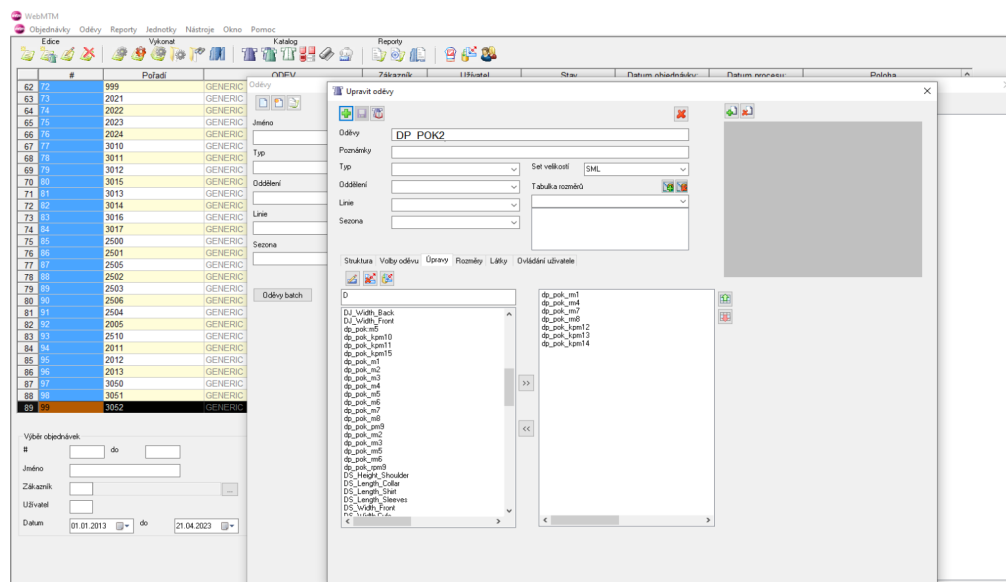 WebMTM
Objednávky Oděvy Reporty Jednotky Nástroje Okno Pomoc
Edice Vykonat Katalog Reporty
# Pořadí ODEV Zákazník Uživatel Stav Datum objednávky: Datum procesu: Poloha
62 72 999 GENERIC
63 73 2021 GENERIC
64 74 2022 GENERIC
65 75 2023 GENERIC
66 76 2024 GENERIC
67 77 3010 GENERIC
68 78 3011 GENERIC
69 79 3012 GENERIC
70 80 3015 GENERIC
71 81 3013 GENERIC
72 82 3014 GENERIC
73 83 3016 GENERIC
74 84 3017 GENERIC
75 85 2500 GENERIC
76 86 2501 GENERIC
77 87 2505 GENERIC
78 88 2502 GENERIC
79 89 2503 GENERIC
80 90 2506 GENERIC
81 91 2504 GENERIC
82 92 2005 GENERIC
83 93 2510 GENERIC
84 94 2011 GENERIC
85 95 2012 GENERIC
86 96 2013 GENERIC
87 97 3050 GENERIC
88 98 3051 GENERIC
89 99 3052 GENERIC
Výběr objednávek
# do
Jméno
Zákazník ...
Uživatel
Datum 01.01.2013 do 21.04.2023
Oděvy
Jméno
Typ
Oddělení
Linie
Sezona
Oděvy batch
Upravit oděvy
Oděvy DP_POK2
Poznámky
Typ Set velikostí SML
Oddělení Tabulka rozměrů
Linie
Sezona
Struktura Volby oděvu Úpravy Rozměry Látky Ovládání uživatele
D
DJ_Width_Back
DJ_Width_Front
dp_pok:m5
dp_pok_kpm10
dp_pok_kpm11
dp_pok_kpm15
dp_pok_m1
dp_pok_m2
dp_pok_m3
dp_pok_m4
dp_pok_m5
dp_pok_m6
dp_pok_m7
dp_pok_m8
dp_pok_pm9
dp_pok_rm2
dp_pok_rm3
dp_pok_rm5
dp_pok_rm6
dp_pok_rpm9
DS_Height_Shoulder
DS_Length_Collar
DS_Length_Shirt
DS_Length_Sleeves
DS_Width_Front
>>
<<
dp_pok_rm1
dp_pok_rm4
dp_pok_rm7
dp_pok_rm8
dp_pok_kpm12
dp_pok_kpm13
dp_pok_kpm14